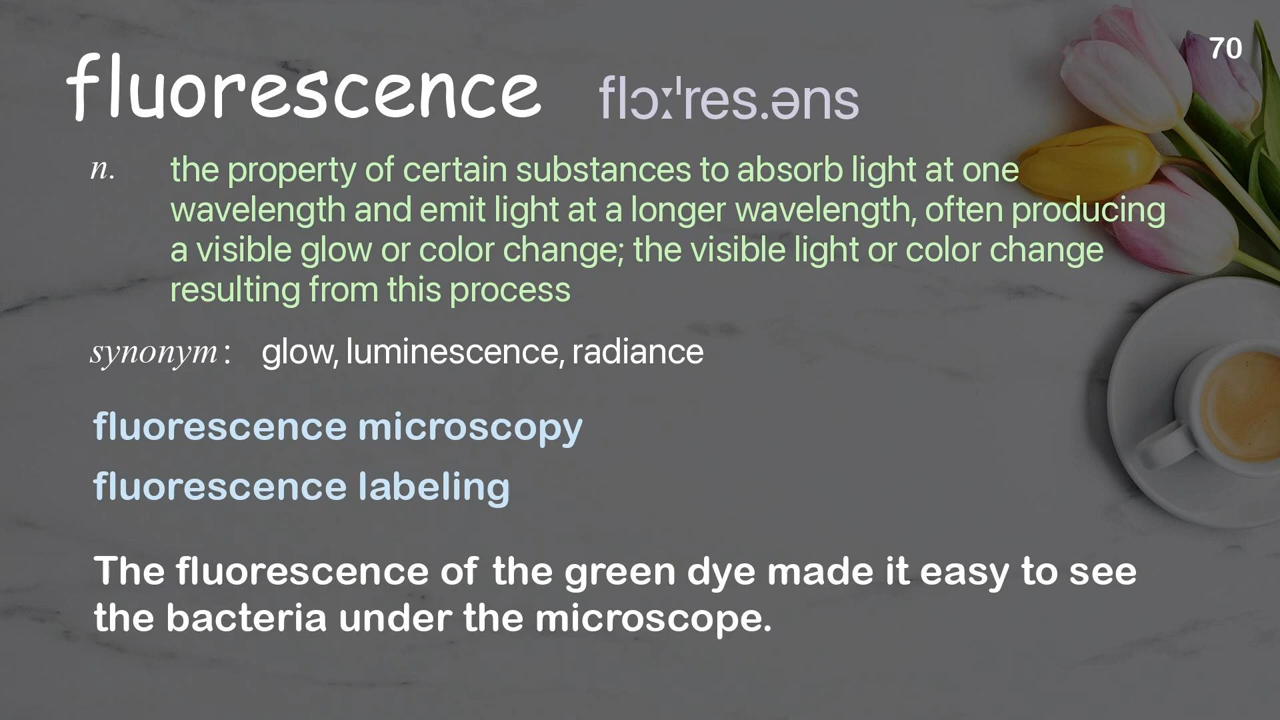 70
fluorescence flɔːˈres.əns
n. the property of certain substances to absorb light at one
wavelength and emit light at a longer wavelength, often producing
a visible glow or color change; the visible light or color change
resulting from this process
synonym: glow, luminescence, radiance
fluorescence microscopy
fluorescence labeling
The fluorescence of the green dye made it easy to see
the bacteria under the microscope.